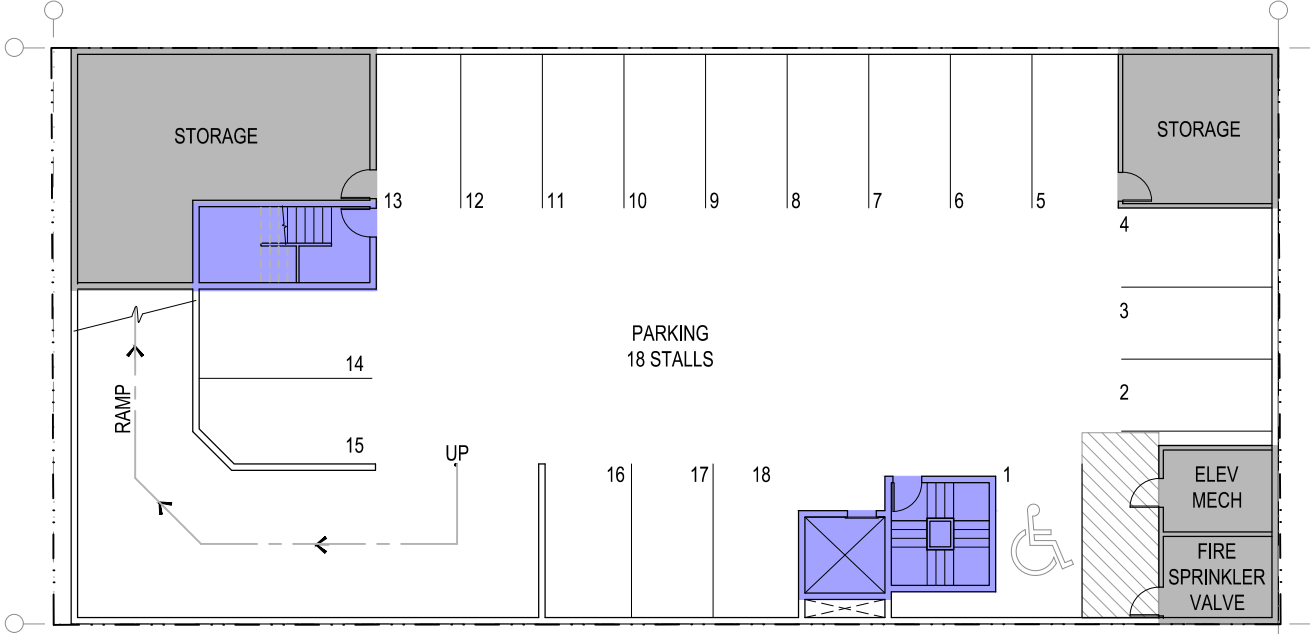 STORAGE
STORAGE
13
12
11
10
9
8
7
6
5
4
3
2
PARKING
18 STALLS
14
RAMP
15
UP
16
17
18
1
ELEV
MECH
FIRE
SPRINKLER
VALVE